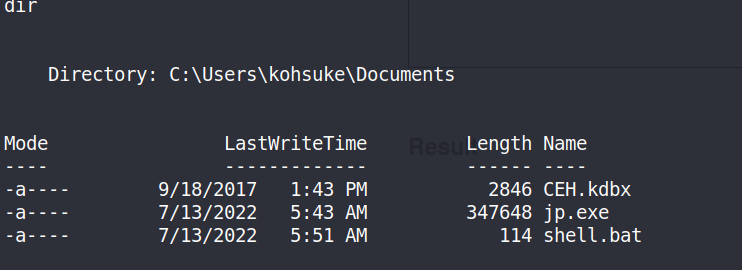 dir
Directory: C:\Users\kohsuke\Documents
Mode LastWriteTime Length Name
---- ------------- ------ ----
-a---- 9/18/2017 1:43 PM 2846 CEH.kdbx
-a---- 7/13/2022 5:43 AM 347648 jp.exe
-a---- 7/13/2022 5:51 AM 114 shell.bat